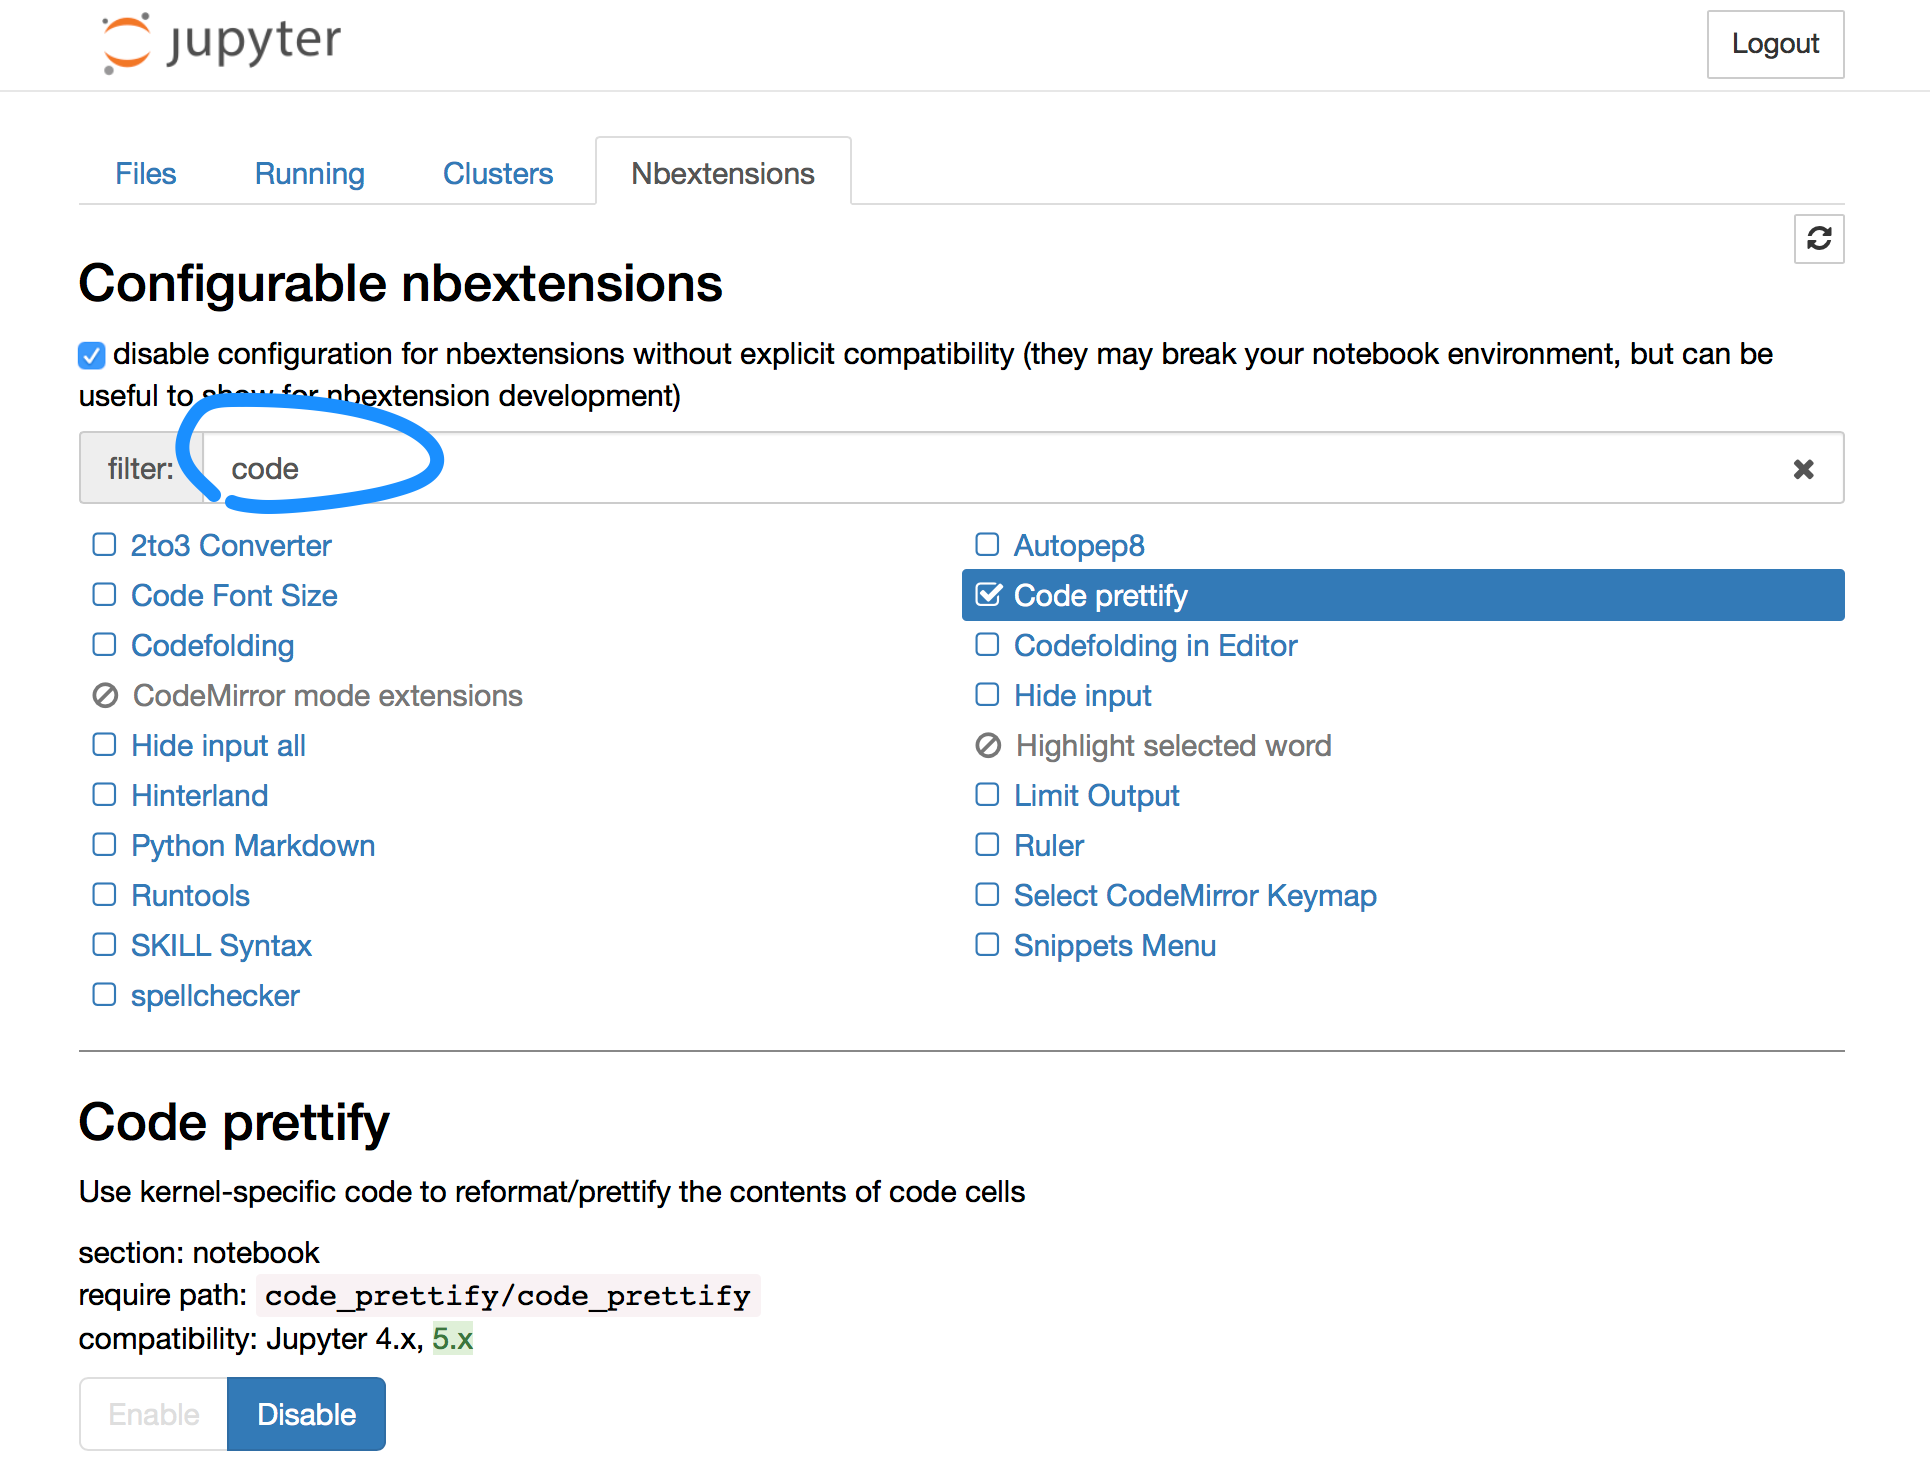 jupyter
Logout
Files Running Clusters Nbextensions
Configurable nbextensions
disable configuration for nbextensions without explicit compatibility (they may break your notebook environment, but can be
useful to show for nbextension development)
filter: code
2to3 Converter Autopep8
Code Font Size Code prettify
Codefolding Codefolding in Editor
CodeMirror mode extensions Hide input
Hide input all Highlight selected word
Hinterland Limit Output
Python Markdown Ruler
Runtools Select CodeMirror Keymap
SKILL Syntax Snippets Menu
spellchecker
Code prettify
Use kernel-specific code to reformat/prettify the contents of code cells
section: notebook
require path: code_prettify/code_prettify
compatibility: Jupyter 4.x, 5.x
Enable Disable